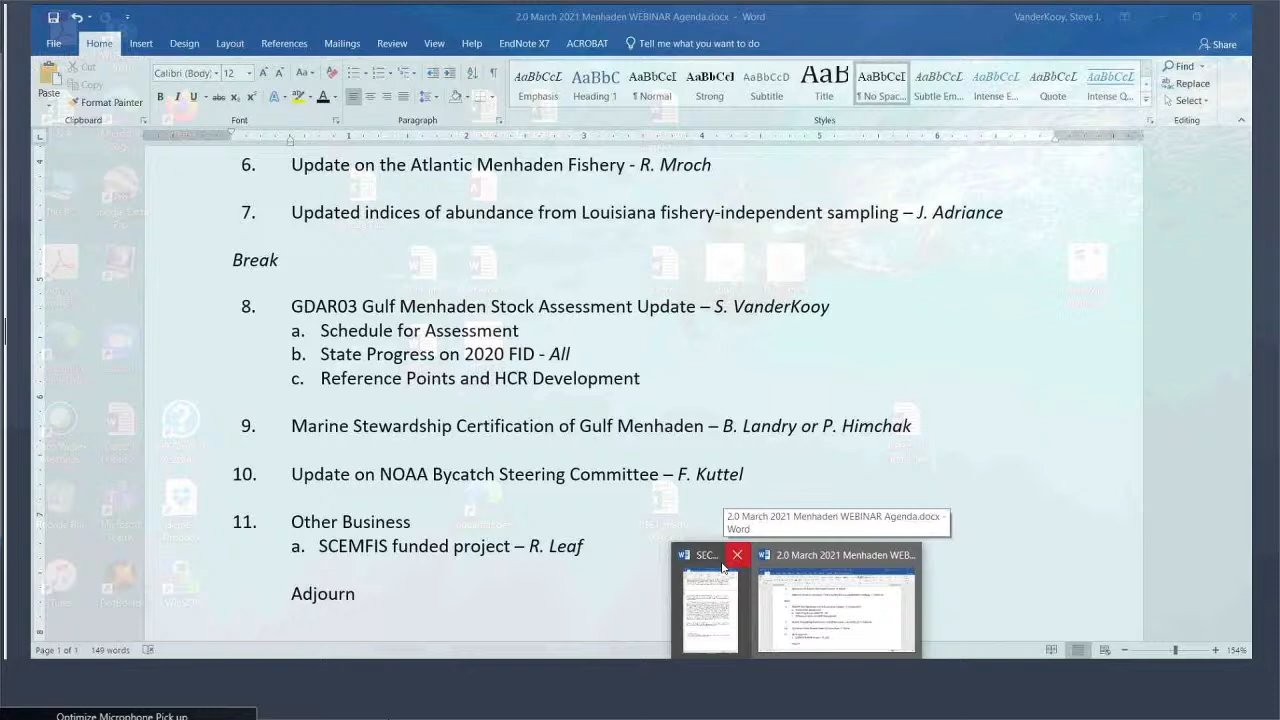 2.0 March 2021 Menhaden WEBINAR Agenda.docx - Word
VanderKooy, Steve J.
File Home Insert Design Layout References Mailings Review View Help EndNote X7 ACROBAT Tell me what you want to do
Share
Paste
Cut
Copy
Format Painter
Clipboard
Calibri (Body) 12
Font
Paragraph
AaBbCcI AaBbC AaBbCcI AaBbCcI AaBbCcD AaB AaBbCcI AaBbCcI AaBbCcI AaBbCcI AaBbCcI
Emphasis Heading 1 ¶ Normal Strong Subtitle Title ¶ No Spac... Subtle Em... Intense E... Quote Intense Q...
Styles
Find
Replace
Select
Editing
6. Update on the Atlantic Menhaden Fishery - R. Mroch
7. Updated indices of abundance from Louisiana fishery-independent sampling – J. Adriance
Break
8. GDAR03 Gulf Menhaden Stock Assessment Update – S. VanderKooy
a. Schedule for Assessment
b. State Progress on 2020 FID - All
c. Reference Points and HCR Development
9. Marine Stewardship Certification of Gulf Menhaden – B. Landry or P. Himchak
10. Update on NOAA Bycatch Steering Committee – F. Kuttel
11. Other Business
a. SCEMFIS funded project – R. Leaf
Adjourn
2.0 March 2021 Menhaden WEBINAR Agenda.docx -
Word
SEC...
2.0 March 2021 Menhaden WEB...
Page 1 of 1 149 words
154%
Optimize Microphone Pick up